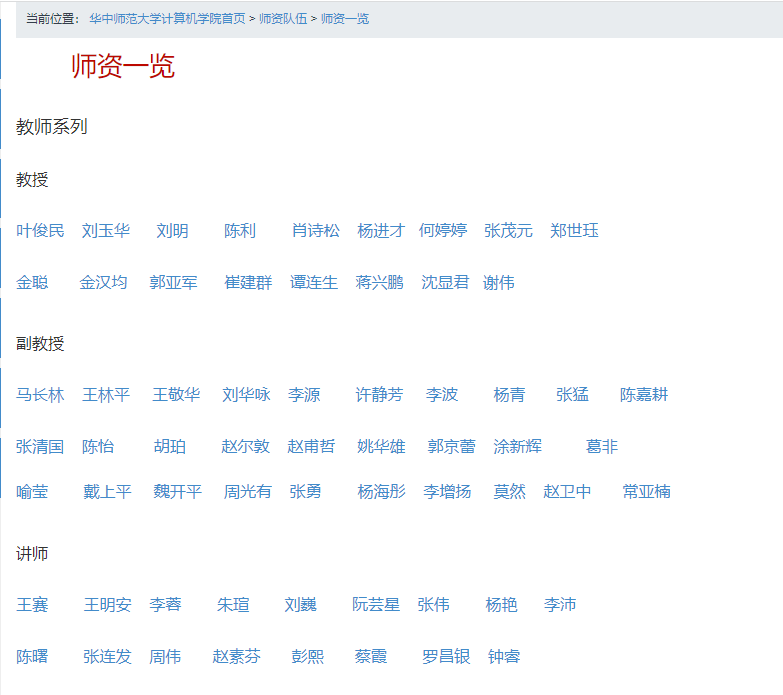 当前位置： 华中师范大学计算机学院首页 > 师资队伍 > 师资一览
师资一览
教师系列
教授
叶俊民 刘玉华 刘明 陈利 肖诗松 杨进才 何婷婷 张茂元 郑世珏
金聪 金汉均 郭亚军 崔建群 谭连生 蒋兴鹏 沈显君 谢伟
副教授
马长林 王林平 王敬华 刘华咏 李源 许静芳 李波 杨青 张猛 陈嘉耕
张清国 陈怡 胡珀 赵尔敦 赵甫哲 姚华雄 郭京蕾 涂新辉 葛非
喻莹 戴上平 魏开平 周光有 张勇 杨海彤 李增扬 莫然 赵卫中 常亚楠
讲师
王赛 王明安 李蓉 朱瑄 刘巍 阮芸星 张伟 杨艳 李沛
陈曙 张连发 周伟 赵素芬 彭熙 蔡霞 罗昌银 钟睿